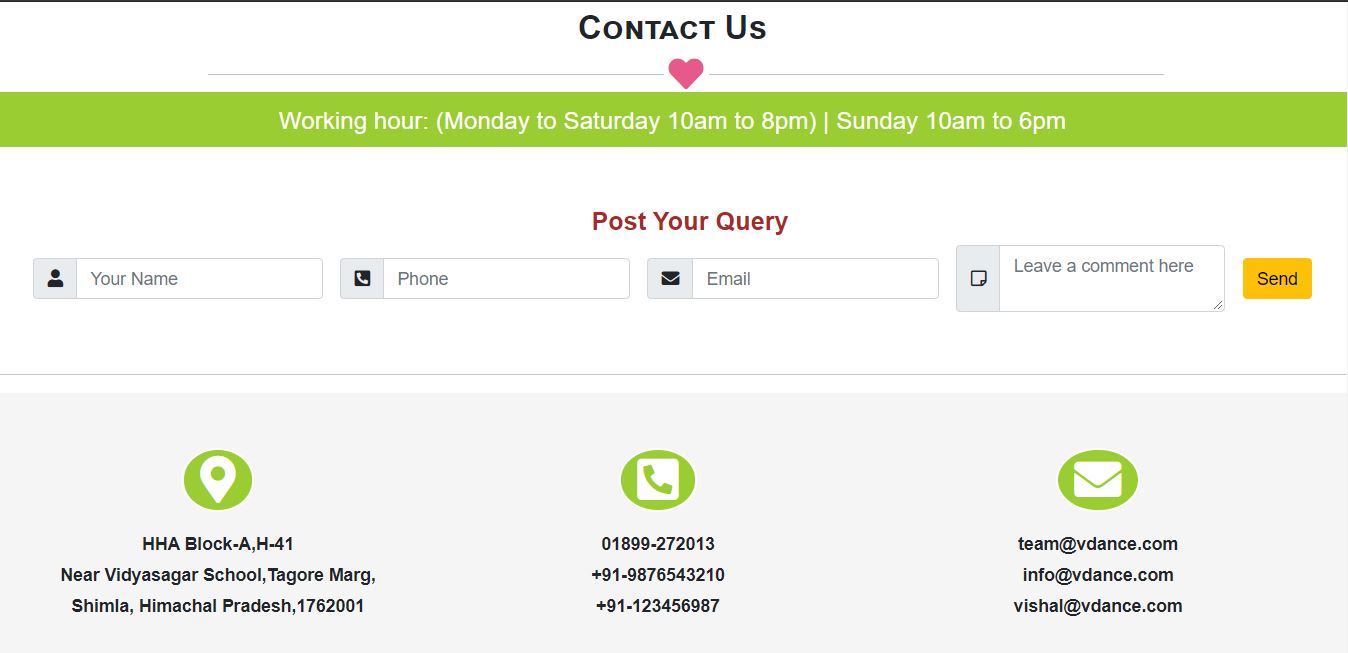 Contact Us
Working hour: (Monday to Saturday 10am to 8pm) | Sunday 10am to 6pm
Post Your Query
Your Name
Phone
Email
Leave a comment here
Send
HHA Block-A,H-41
Near Vidyasagar School,Tagore Marg,
Shimla, Himachal Pradesh,1762001
01899-272013
+91-9876543210
+91-123456987
team@vdance.com
info@vdance.com
vishal@vdance.com